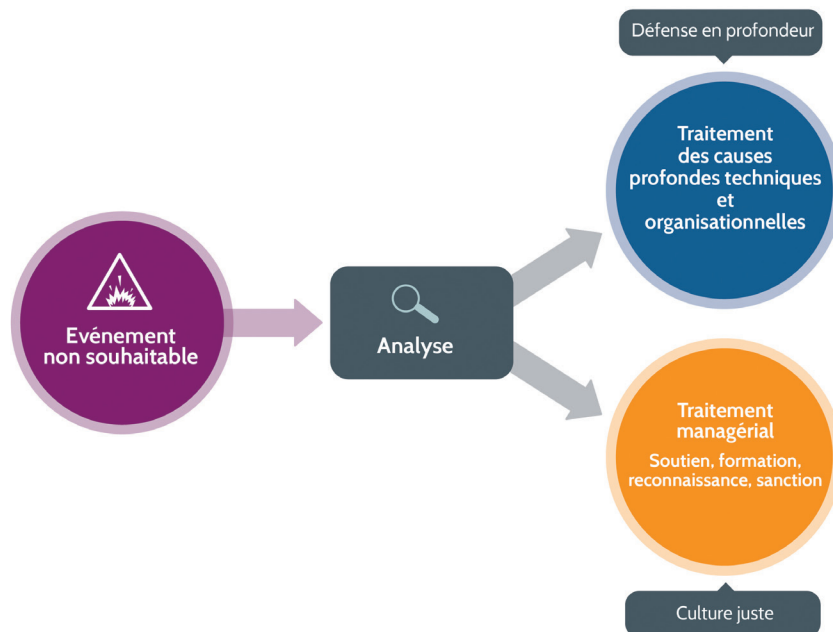 Défense en profondeur
Traitement
des causes
profondes techniques
et
organisationnelles
Evénement
non souhaitable
Analyse
Traitement
managérial
Soutien, formation,
reconnaissance, sanction
Culture juste